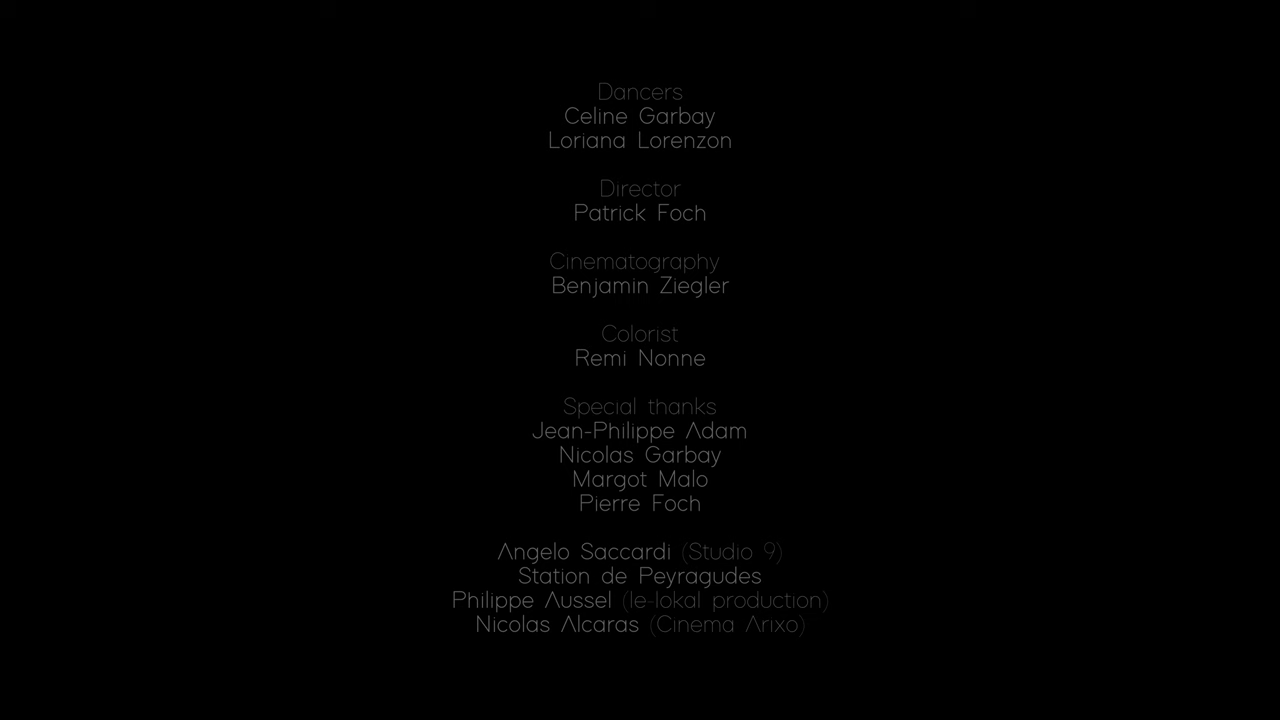 Dancers
Celine Garbay
Loriana Lorenzon
Director
Patrick Foch
Cinematography
Benjamin Ziegler
Colorist
Remi Nonne
Special thanks
Jean-Philippe Adam
Nicolas Garbay
Margot Malo
Pierre Foch
Angelo Saccardi (Studio 9)
Station de Peyragudes
Philippe Aussel (le-lokal production)
Nicolas Alcaras (Cinema Arixo)